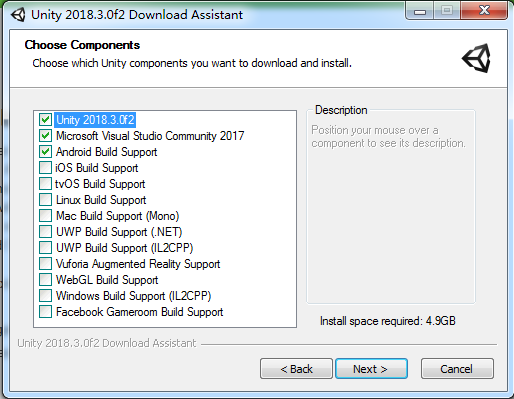 Unity 2018.3.0f2 Download Assistant
Choose Components
Choose which Unity components you want to download and install.
Unity 2018.3.0f2
Microsoft Visual Studio Community 2017
Android Build Support
iOS Build Support
tvOS Build Support
Linux Build Support
Mac Build Support (Mono)
UWP Build Support (.NET)
UWP Build Support (IL2CPP)
Vuforia Augmented Reality Support
WebGL Build Support
Windows Build Support (IL2CPP)
Facebook Gameroom Build Support
Description
Position your mouse over a
component to see its description.
Install space required: 4.9GB
Unity 2018.3.0f2 Download Assistant
< Back
Next >
Cancel